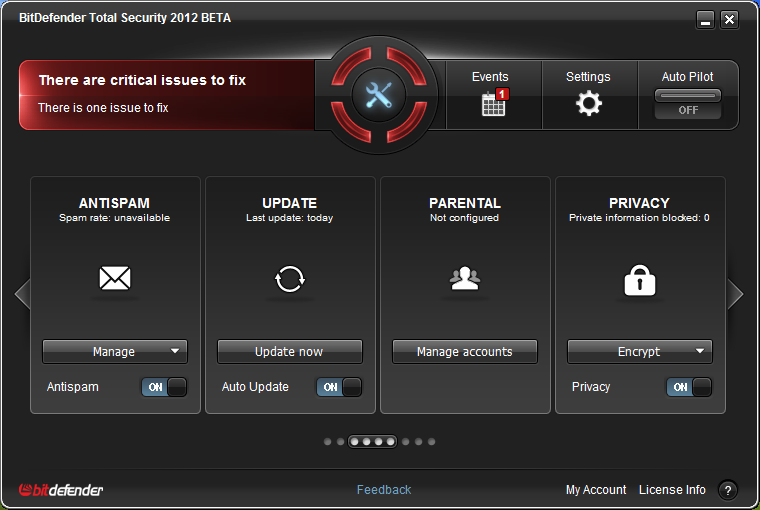 BitDefender Total Security 2012 BETA
There are critical issues to fix
There is one issue to fix
Events
1
Settings
Auto Pilot
OFF
ANTISPAM
Spam rate: unavailable
Manage
Antispam
ON
UPDATE
Last update: today
Update now
Auto Update
ON
PARENTAL
Not configured
Manage accounts
PRIVACY
Private information blocked: 0
Encrypt
Privacy
ON
bitdefender
Feedback
My Account
License Info
?